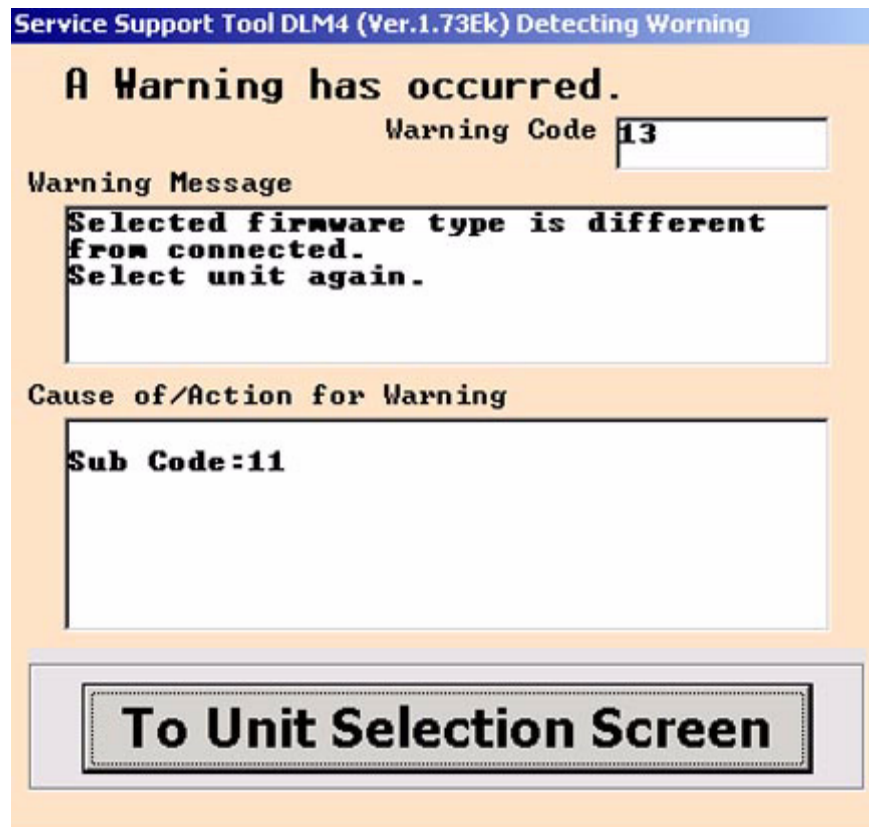 Service Support Tool DLM4 (Ver.1.73Ek) Detecting Worning
A Warning has occurred.
Warning Code 13
Warning Message
Selected firmware type is different
from connected.
Select unit again.
Cause of/Action for Warning
Sub Code:11
To Unit Selection Screen